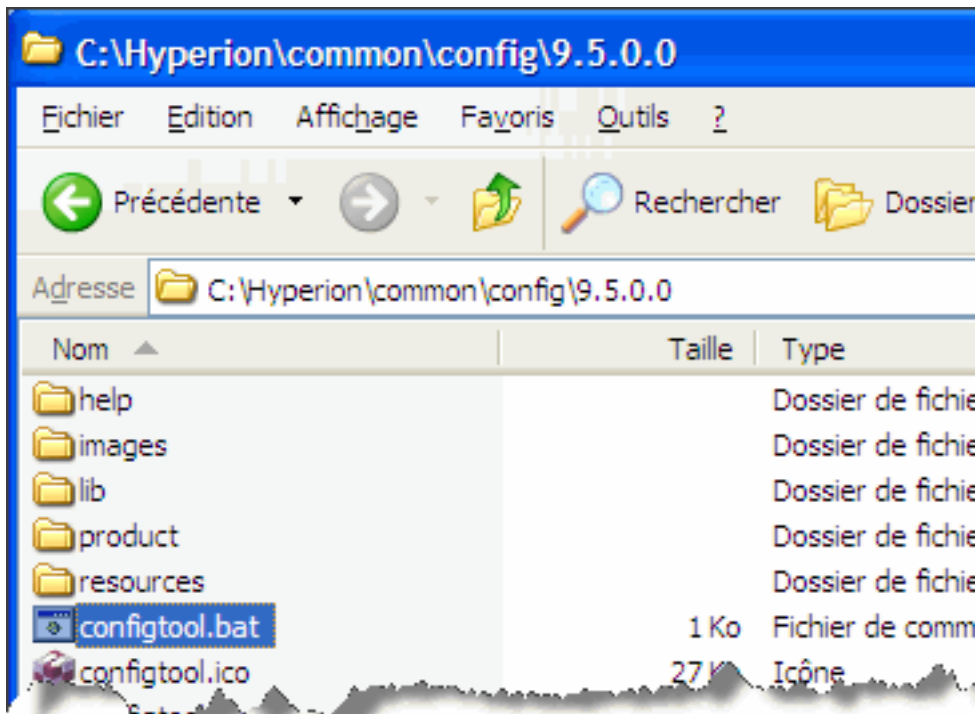 C:\Hyperion\common\config\9.5.0.0
Fichier Edition Affichage Favoris Outils ?
Précédente Rechercher Dossier
Adresse C:\Hyperion\common\config\9.5.0.0
Nom Taille Type
help Dossier de fichie
images Dossier de fichie
lib Dossier de fichie
product Dossier de fichie
resources Dossier de fichie
configtool.bat 1 Ko Fichier de comm
configtool.ico 27 K Icône